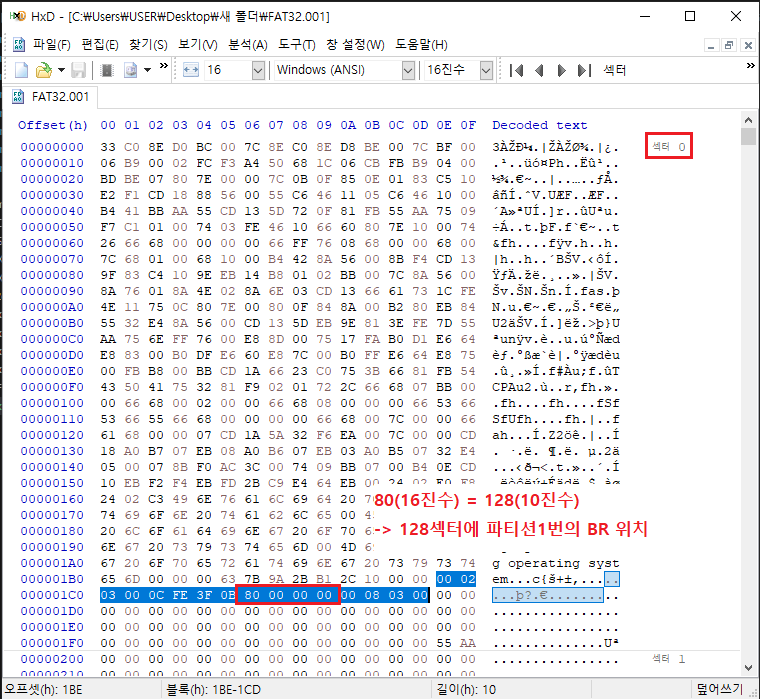 HxD - [C:₩Users₩USER₩Desktop₩새 폴더₩FAT32.001]
파일(F) 편집(E) 찾기(S) 보기(V) 분석(A) 도구(T) 창 설정(W) 도움말(H)
16 Windows (ANSI) 16진수 섹터
FAT32.001
Offset(h) 00 01 02 03 04 05 06 07 08 09 0A 0B 0C 0D 0E 0F Decoded text
00000000 33 C0 8E D0 BC 00 7C 8E C0 8E D8 BE 00 7C BF 00 3ÀŽÐ¼.|ŽÀŽØ¾.|¿. 섹터 0
00000010 06 B9 00 02 FC F3 A4 50 68 1C 06 CB FB B9 04 00 .¹..üó¤Ph..Ëû¹..
00000020 BD BE 07 80 7E 00 00 7C 0B 0F 85 0E 01 83 C5 10 ½¾.€~..|..…..ƒÅ.
00000030 E2 F1 CD 18 88 56 00 55 C6 46 11 05 C6 46 10 00 âñÍ.ˆV.UÆF..ÆF..
00000040 B4 41 BB AA 55 CD 13 5D 72 0F 81 FB 55 AA 75 09 ´A»ªUÍ.]r..ûUªu.
00000050 F7 C1 01 00 74 03 FE 46 10 66 60 80 7E 10 00 74 ÷Á..t.þF.f`€~..t
00000060 26 66 68 00 00 00 00 66 FF 76 08 68 00 00 68 00 &fh....fÿv.h..h.
00000070 7C 68 01 00 68 10 00 B4 42 8A 56 00 8B F4 CD 13 |h..h..´BŠV.‹ôÍ.
00000080 9F 83 C4 10 9E EB 14 B8 01 02 BB 00 7C 8A 56 00 ŸƒÄ.žë.¸..».|ŠV.
00000090 8A 76 01 8A 4E 02 8A 6E 03 CD 13 66 61 73 1C FE Šv.ŠN.Šn.Í.fas.þ
000000A0 4E 11 75 0C 80 7E 00 80 0F 84 8A 00 B2 80 EB 84 N.u.€~.€.„Š.²€ë„
000000B0 55 32 E4 8A 56 00 CD 13 5D EB 9E 81 3E FE 7D 55 U2äŠV.Í.]ëž.>þ}U
000000C0 AA 75 6E FF 76 00 E8 8D 00 75 17 FA B0 D1 E6 64 ªunÿv.è..u.ú°Ñæd
000000D0 E8 83 00 B0 DF E6 60 E8 7C 00 B0 FF E6 64 E8 75 èƒ.°ßæ`è|.°ÿædèu
000000E0 00 FB B8 00 BB CD 1A 66 23 C0 75 3B 66 81 FB 54 .û¸.»Í.f#Àu;f.ûT
000000F0 43 50 41 75 32 81 F9 02 01 72 2C 66 68 07 BB 00 CPAu2.ù..r,fh.».
00000100 00 66 68 00 02 00 00 66 68 08 00 00 00 66 53 66 .fh....fh....fSf
00000110 53 66 55 66 68 00 00 00 00 66 68 00 7C 00 00 66 SfUfh....fh.|..f
00000120 61 68 00 00 07 CD 1A 5A 32 F6 EA 00 7C 00 00 CD ah...Í.Z2öê.|..Í
00000130 18 A0 B7 07 EB 08 A0 B6 07 EB 03 A0 B5 07 32 E4 . ·.ë. ¶.ë. µ.2ä
00000140 05 00 07 8B F0 AC 3C 00 74 09 BB 07 00 B4 0E CD ...‹ð¬<.t.»..´.Í
00000150 10 EB F2 F4 EB FD 2B C9 E4 64 EB 00 24 02 E0 F8 .ëòôëý+Éädë.$.àø
00000160 24 02 C3 49 6E 76 61 6C 69 64 20
80(16진수) = 128(10진수)
00000170 74 69 6F 6E 20 74 61 62 6C 65 00
-> 128섹터에 파티션1번의 BR 위치
00000180 20 6C 6F 61 64 69 6E 67 20 6F 70
00000190 6E 67 20 73 79 73 74 65 6D 00 4D
000001A0 67 20 6F 70 65 72 61 74 69 6E 67 20 73 79 73 74 g operating syst
000001B0 65 6D 00 00 00 63 7B 9A 2B B1 2C 10 00 00 00 02 em...c{š+±,.....
000001C0 03 00 0C FE 3F 0B 80 00 00 00 00 08 03 00 00 00 ...þ?.€.........
000001D0 00 00 00 00 00 00 00 00 00 00 00 00 00 00 00 00 ................
000001E0 00 00 00 00 00 00 00 00 00 00 00 00 00 00 00 00 ................
000001F0 00 00 00 00 00 00 00 00 00 00 00 00 00 00 55 AA ..............Uª
00000200 00 00 00 00 00 00 00 00 00 00 00 00 00 00 00 00 ................ 섹터 1
오프셋(h): 1BE 블록(h): 1BE-1CD 길이(h): 10 덮어쓰기